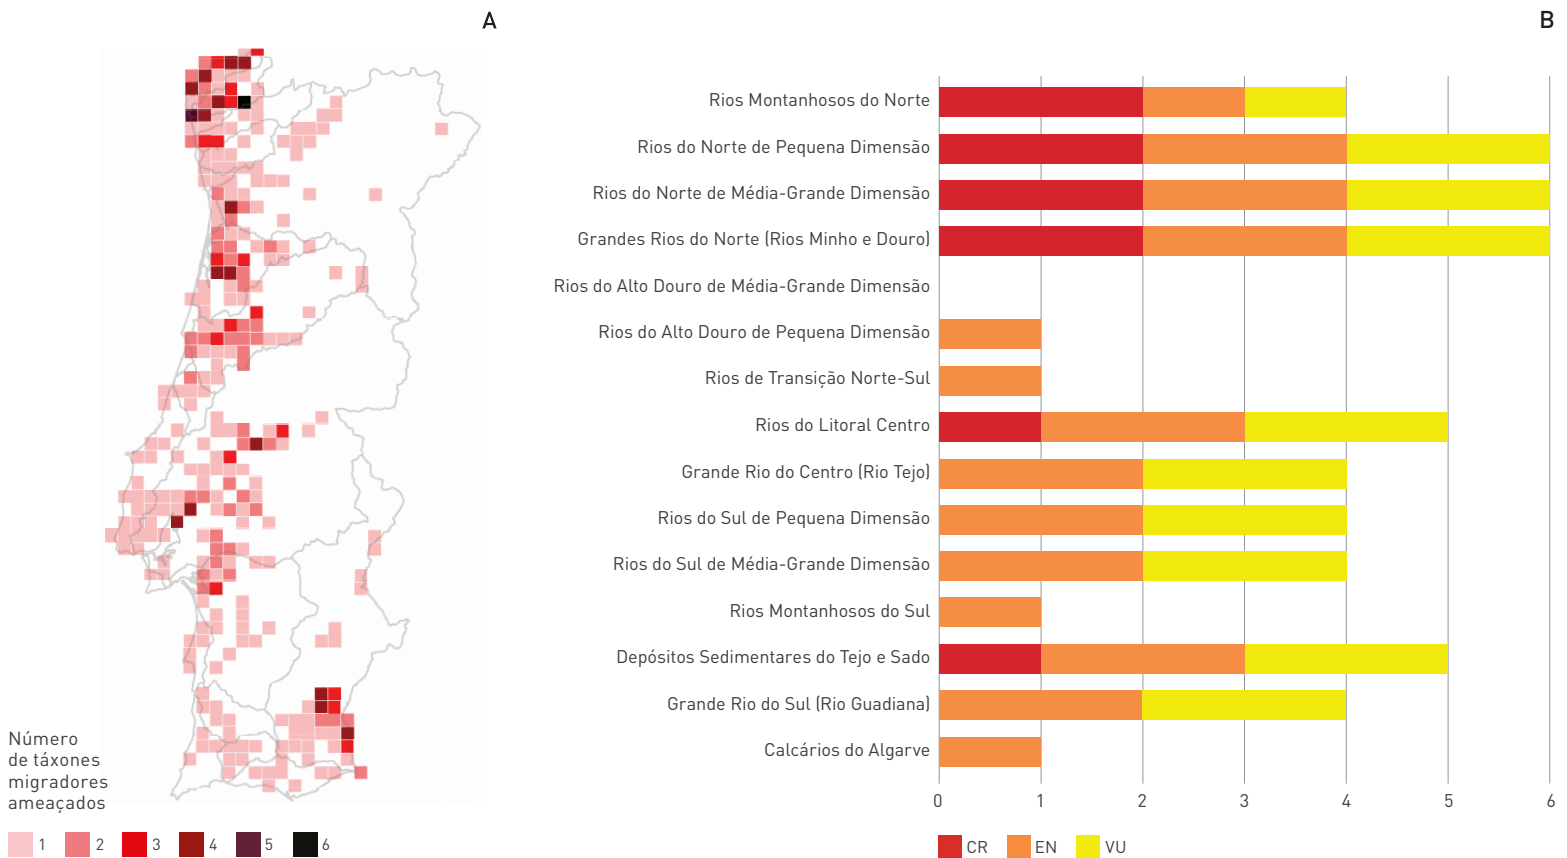 A
Número
de táxones
migradores
ameaçados
1 2 3 4 5 6
B
Rios Montanhosos do Norte
Rios do Norte de Pequena Dimensão
Rios do Norte de Média-Grande Dimensão
Grandes Rios do Norte (Rios Minho e Douro)
Rios do Alto Douro de Média-Grande Dimensão
Rios do Alto Douro de Pequena Dimensão
Rios de Transição Norte-Sul
Rios do Litoral Centro
Grande Rio do Centro (Rio Tejo)
Rios do Sul de Pequena Dimensão
Rios do Sul de Média-Grande Dimensão
Rios Montanhosos do Sul
Depósitos Sedimentares do Tejo e Sado
Grande Rio do Sul (Rio Guadiana)
Calcários do Algarve
0 1 2 3 4 5 6
CR EN VU